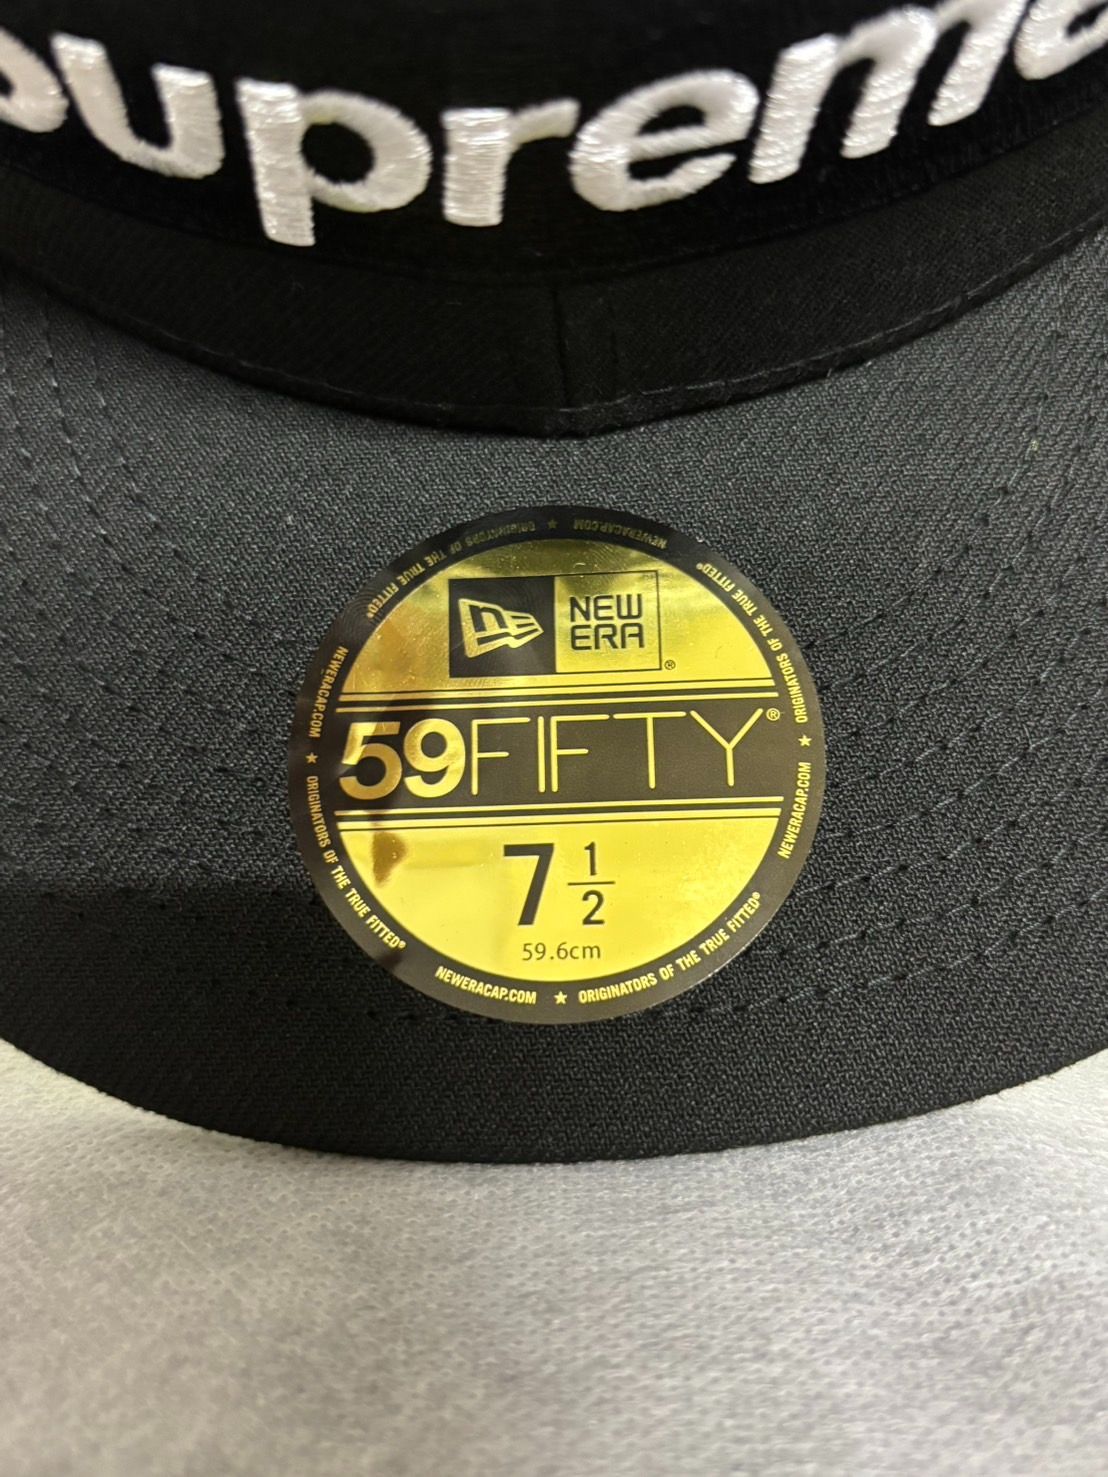 Supreme
NEW
ERA
®
59FIFTY®
7 1/2
59.6cm
NEWERACAP.COM ★ ORIGINATORS OF THE TRUE FITTED®
NEWERACAP.COM ★ ORIGINATORS OF THE TRUE FITTED®
NEWERACAP.COM ★ ORIGINATORS OF THE TRUE FITTED®
NEWERACAP.COM ★ ORIGINATORS OF THE TRUE FITTED®